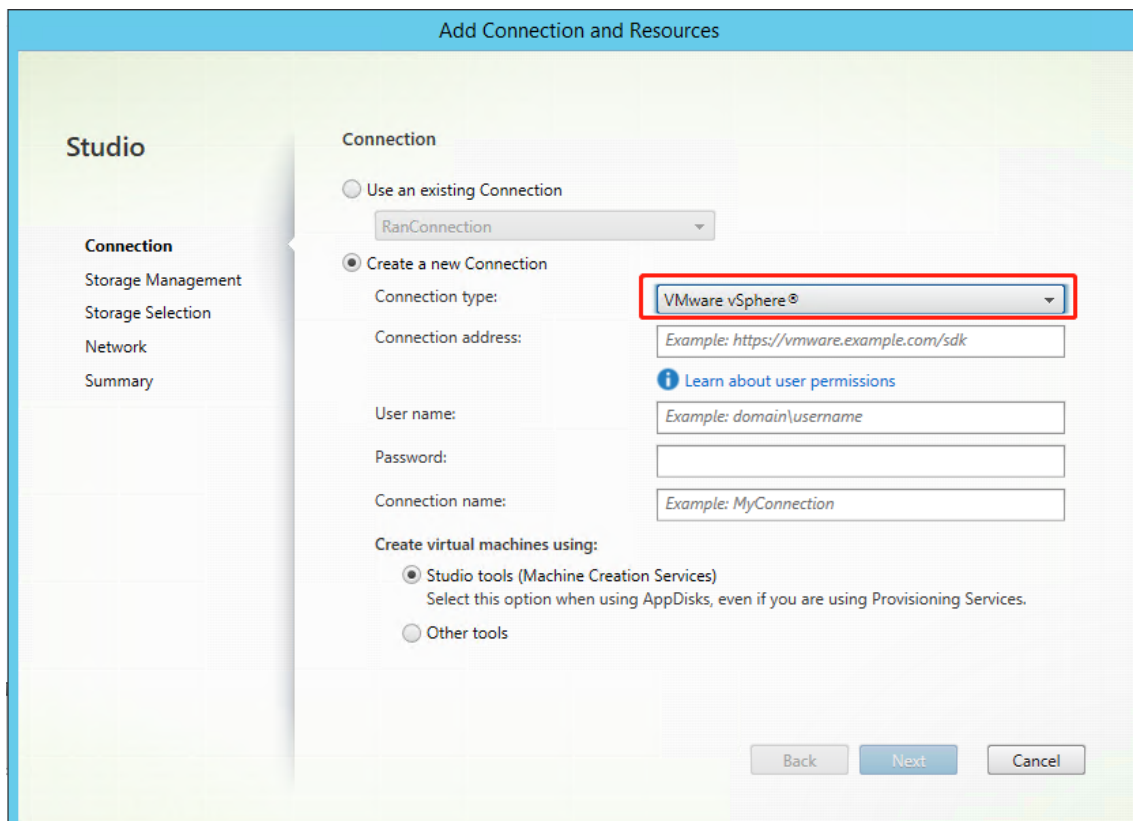 Add Connection and Resources
Studio
Connection
Storage Management
Storage Selection
Network
Summary
Connection
Use an existing Connection
RanConnection
Create a new Connection
Connection type:
VMware vSphere®
Connection address:
Example: https://vmware.example.com/sdk
Learn about user permissions
User name:
Example: domain\username
Password:
Connection name:
Example: MyConnection
Create virtual machines using:
Studio tools (Machine Creation Services)
Select this option when using AppDisks, even if you are using Provisioning Services.
Other tools
Back
Next
Cancel